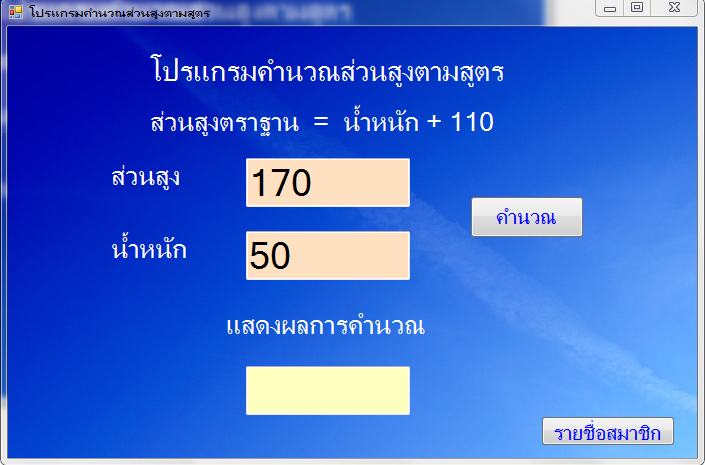 โปรแกรมคำนวณส่วนสูงตามสูตร
โปรแกรมคำนวณส่วนสูงตามสูตร
ส่วนสูงตราฐาน = น้ำหนัก + 110
ส่วนสูง
170
คำนวณ
น้ำหนัก
50
แสดงผลการคำนวณ
รายชื่อสมาชิก